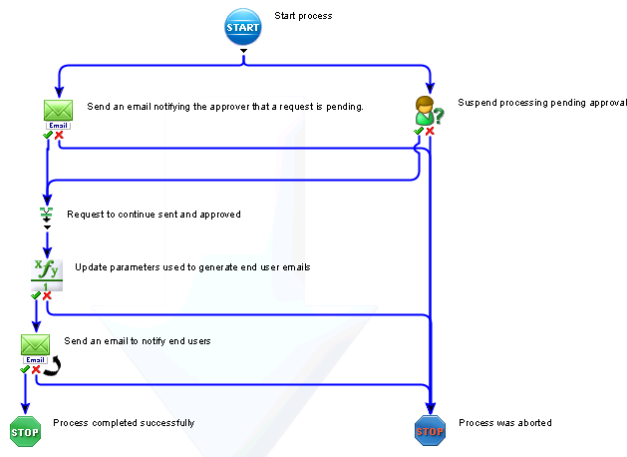 START
Start process
Send an email notifying the approver that a request is pending.
Email
Suspend processing pending approval
?
Request to continue sent and approved
xfy
1
Update parameters used to generate end user emails
Send an email to notify end users
Email
STOP
Process completed successfully
STOP
Process was aborted